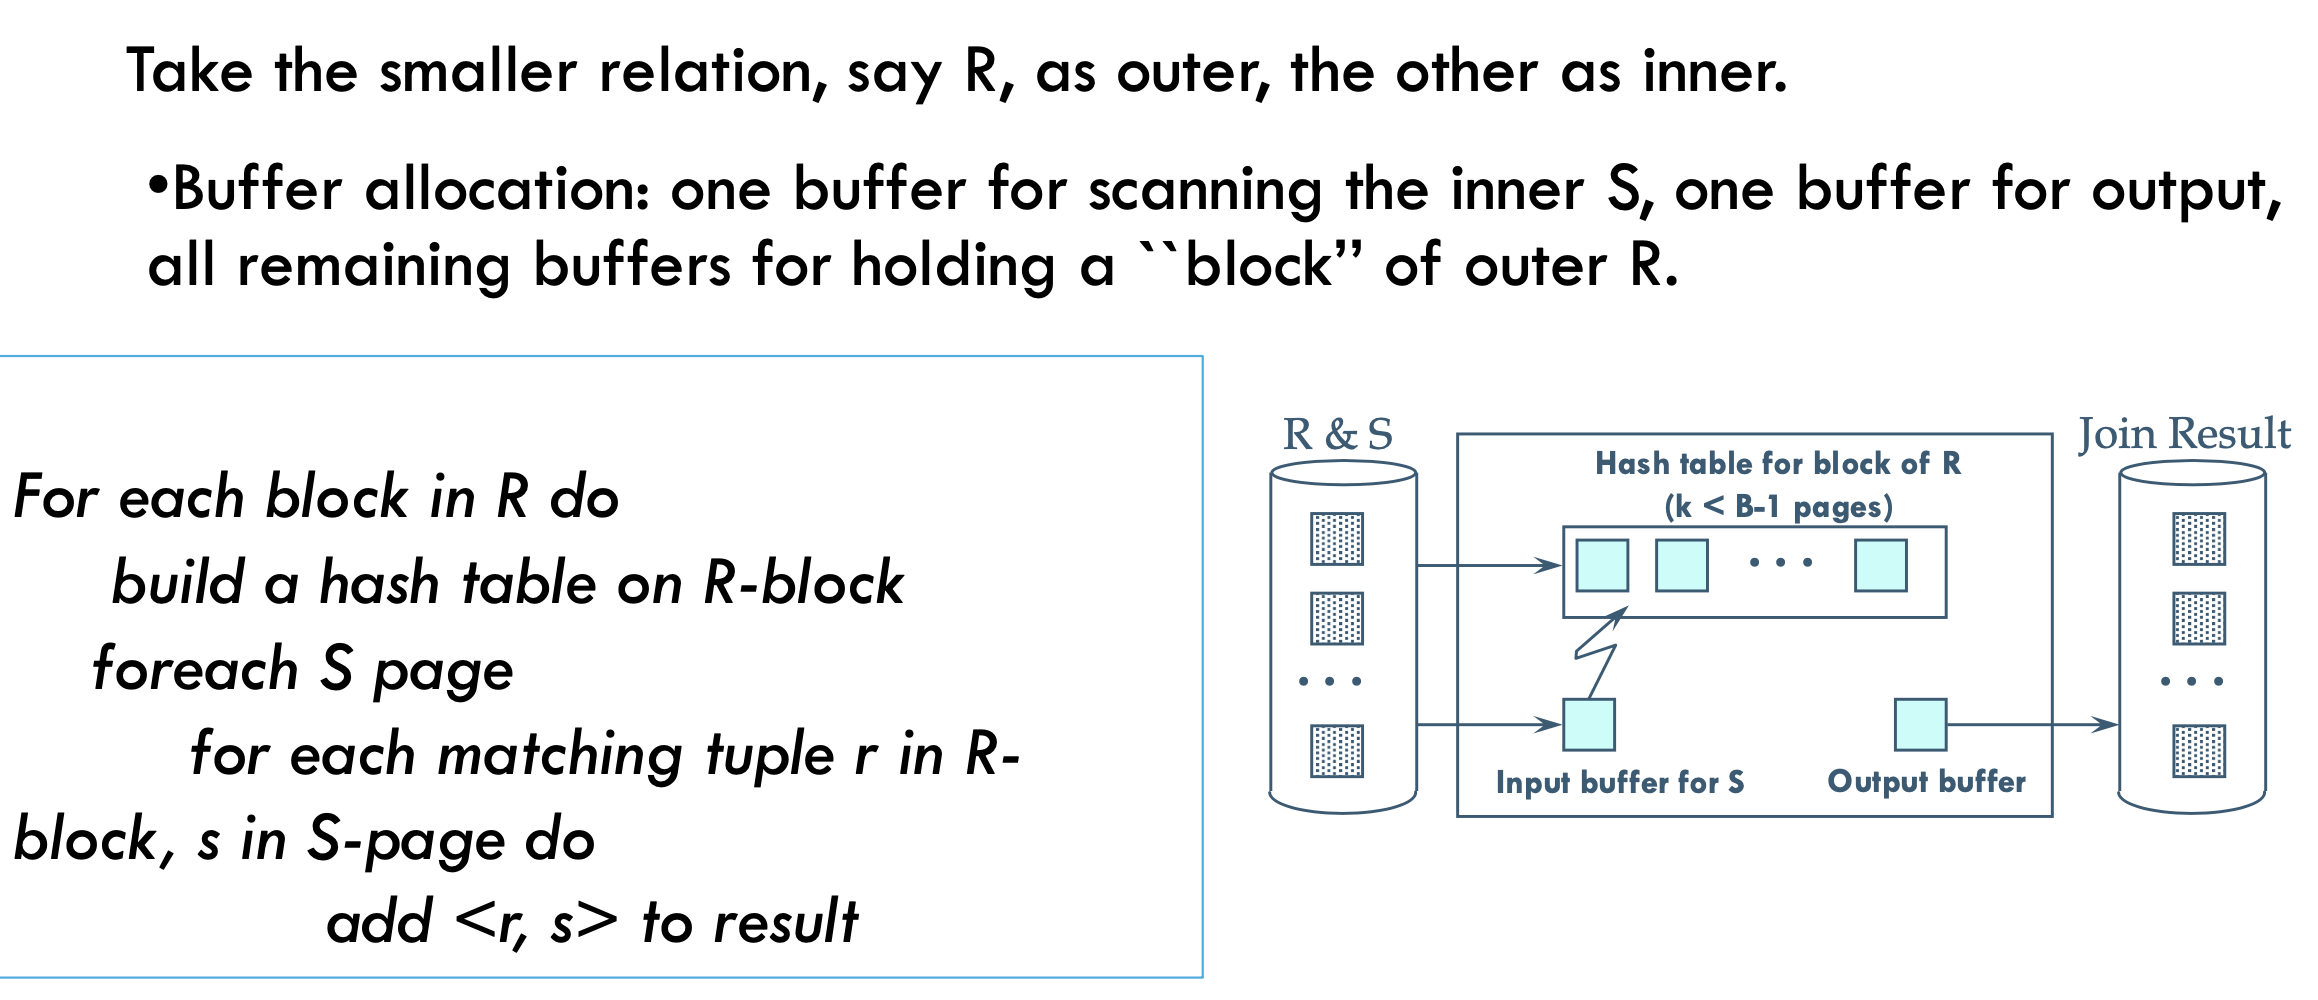 Take the smaller relation, say R, as outer, the other as inner.
•Buffer allocation: one buffer for scanning the inner S, one buffer for output,
all remaining buffers for holding a ``block’’ of outer R.
For each block in R do
build a hash table on R-block
foreach S page
for each matching tuple r in R-
block, s in S-page do
add <r, s> to result
R & S
Hash table for block of R
(k < B-1 pages)
• • •
Input buffer for S
Output buffer
Join Result
• • •
• • •